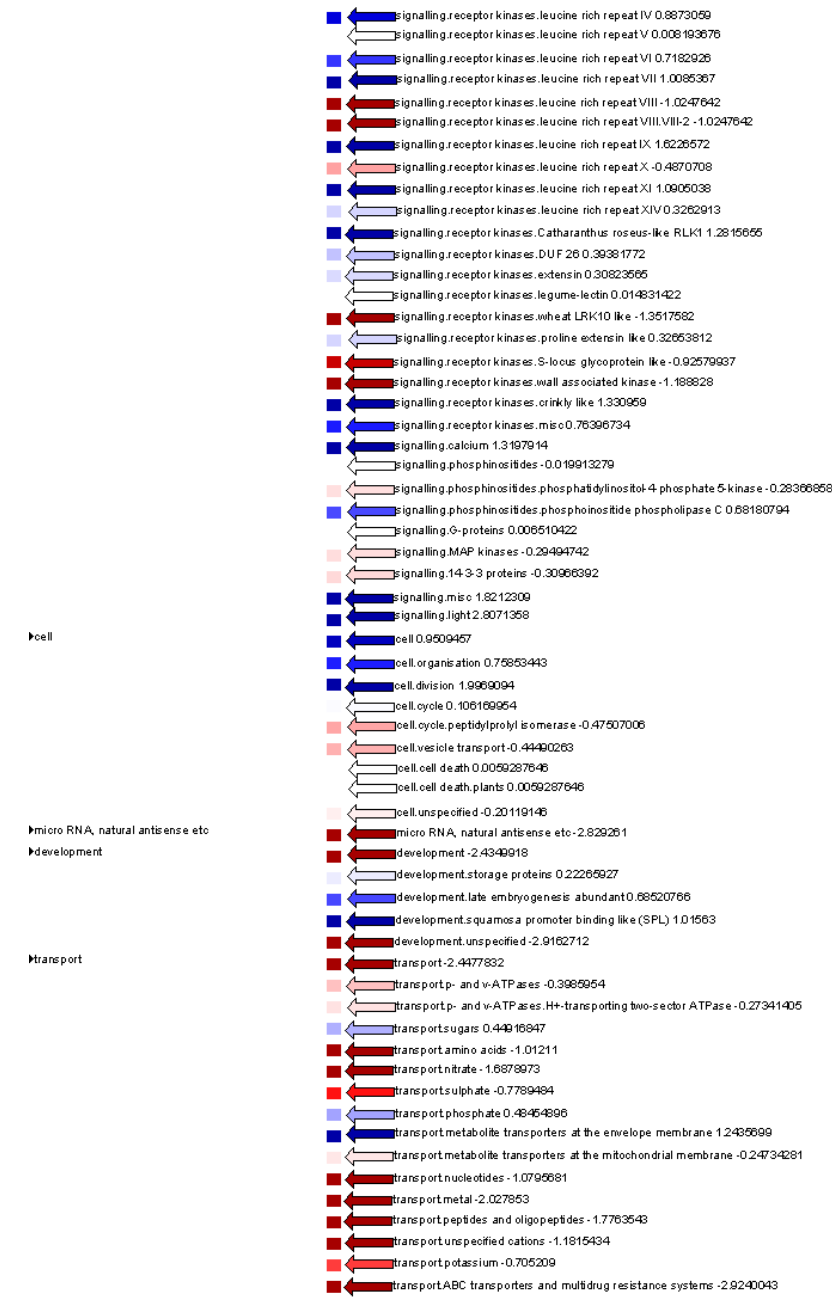 signalling.receptor kinases.leucine rich repeat IV 0.8873059
signalling.receptor kinases.leucine rich repeat V 0.008193676
signalling.receptor kinases.leucine rich repeat VI 0.7182926
signalling.receptor kinases.leucine rich repeat VII 1.0085367
signalling.receptor kinases.leucine rich repeat VIII -1.0247642
signalling.receptor kinases.leucine rich repeat VIII.VIII-2 -1.0247642
signalling.receptor kinases.leucine rich repeat IX 1.6226572
signalling.receptor kinases.leucine rich repeat X -0.4870708
signalling.receptor kinases.leucine rich repeat XI 1.0905038
signalling.receptor kinases.leucine rich repeat XIV 0.3262913
signalling.receptor kinases.Catharanthus roseus-like RLK1 1.2815655
signalling.receptor kinases.DUF 26 0.39381772
signalling.receptor kinases.extensin 0.30823565
signalling.receptor kinases.legume-lectin 0.014831422
signalling.receptor kinases.wheat LRK10 like -1.3517582
signalling.receptor kinases.proline extensin like 0.32653812
signalling.receptor kinases.S-locus glycoprotein like -0.92579937
signalling.receptor kinases.wall associated kinase -1.188828
signalling.receptor kinases.crinkly like 1.330959
signalling.receptor kinases.misc 0.76396734
signalling.calcium 1.3197914
signalling.phosphinositides -0.019913279
signalling.phosphinositides.phosphatidylinositol-4-phosphate 5-kinase -0.28366858
signalling.phosphinositides.phosphoinositide phospholipase C 0.68180794
signalling.G-proteins 0.006510422
signalling.MAP kinases -0.29494742
signalling.14-3-3 proteins -0.30966392
signalling.misc 1.8212309
signalling.light 2.8071358
cell cell 0.9509457
cell.organisation 0.75853443
cell.division 1.9969094
cell.cycle 0.106169954
cell.cycle.peptidylprolyl isomerase -0.47507006
cell.vesicle transport -0.44490263
cell.cell death 0.0059287646
cell.cell death.plants 0.0059287646
cell.unspecified -0.20119146
micro RNA, natural antisense etc micro RNA, natural antisense etc -2.829261
development development -2.4349918
development.storage proteins 0.22265927
development.late embryogenesis abundant 0.68520766
development.squamosa promoter binding like (SPL) 1.01563
development.unspecified -2.9162712
transport transport -2.4477832
transport.p- and v-ATPases -0.3985954
transport.p- and v-ATPases.H+-transporting two-sector ATPase -0.27341405
transport.sugars 0.44916847
transport.amino acids -1.01211
transport.nitrate -1.6878973
transport.sulphate -0.7789484
transport.phosphate 0.48454896
transport.metabolite transporters at the envelope membrane 1.2435699
transport.metabolite transporters at the mitochondrial membrane -0.24734281
transport.nucleotides -1.0795681
transport.metal -2.027853
transport.peptides and oligopeptides -1.7763543
transport.unspecified cations -1.1815434
transport.potassium -0.705209
transport.ABC transporters and multidrug resistance systems -2.9240043